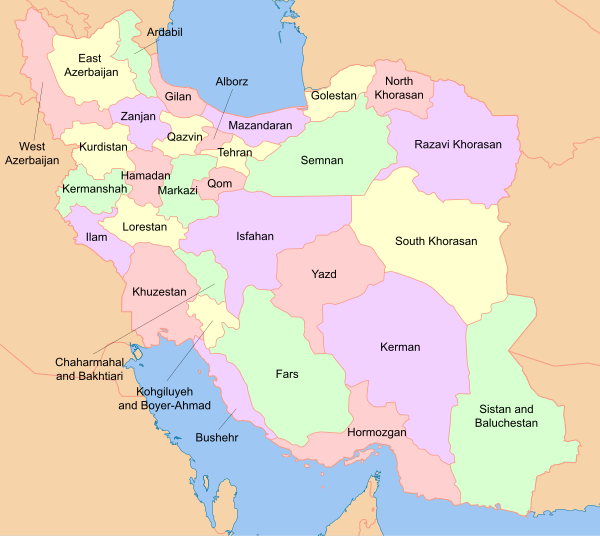 Ardabil
East
Azerbaijan
Alborz
North
Khorasan
Gilan
Golestan
Zanjan
Mazandaran
Qazvin
Razavi Khorasan
West
Azerbaijan
Kurdistan
Tehran
Semnan
Hamadan
Qom
Kermanshah
Markazi
Lorestan
Ilam
Isfahan
South Khorasan
Yazd
Khuzestan
Kerman
Chaharmahal
and Bakhtiari
Fars
Kohgiluyeh
and Boyer-Ahmad
Sistan and
Baluchestan
Hormozgan
Bushehr